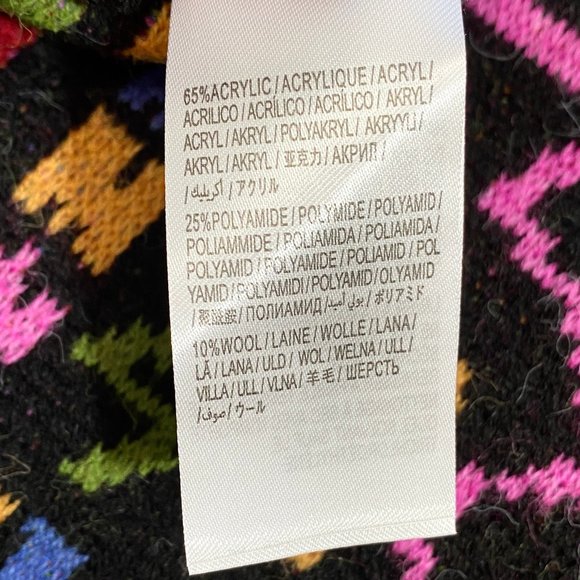 65%ACRYLIC/ACRYLIQUE/ACRYL/
ACRILICO/ACRÍLICO/ACRILICO/AKRYL/
ACRYL/AKRYL/POLYAKRYL/AKRYYLI/
AKRYL/AKRYL/亚克力/АКРИЛ/
/أكريليك/アクリル
25%POLYAMIDE/POLYMIDE/POLYAMID/
POLIAMMIDE/POLIAMIDA/POLIAMIDA/
POLYAMID/POLYAMIDE/POLIAMID/POL
YAMID/POLYAMIDI/POLYAMID/OLYAMID
/聚酰胺/ПОЛИАМИД/بولي أميد/ポリアミド
/
10%WOOL/LAINE/WOLLE/LANA/
LÃ/LANA/ULD/WOL/WELNA/ULL/
VILLA/ULL/VLNA/羊毛/ШЕРСТЬ
/صوف/ウール